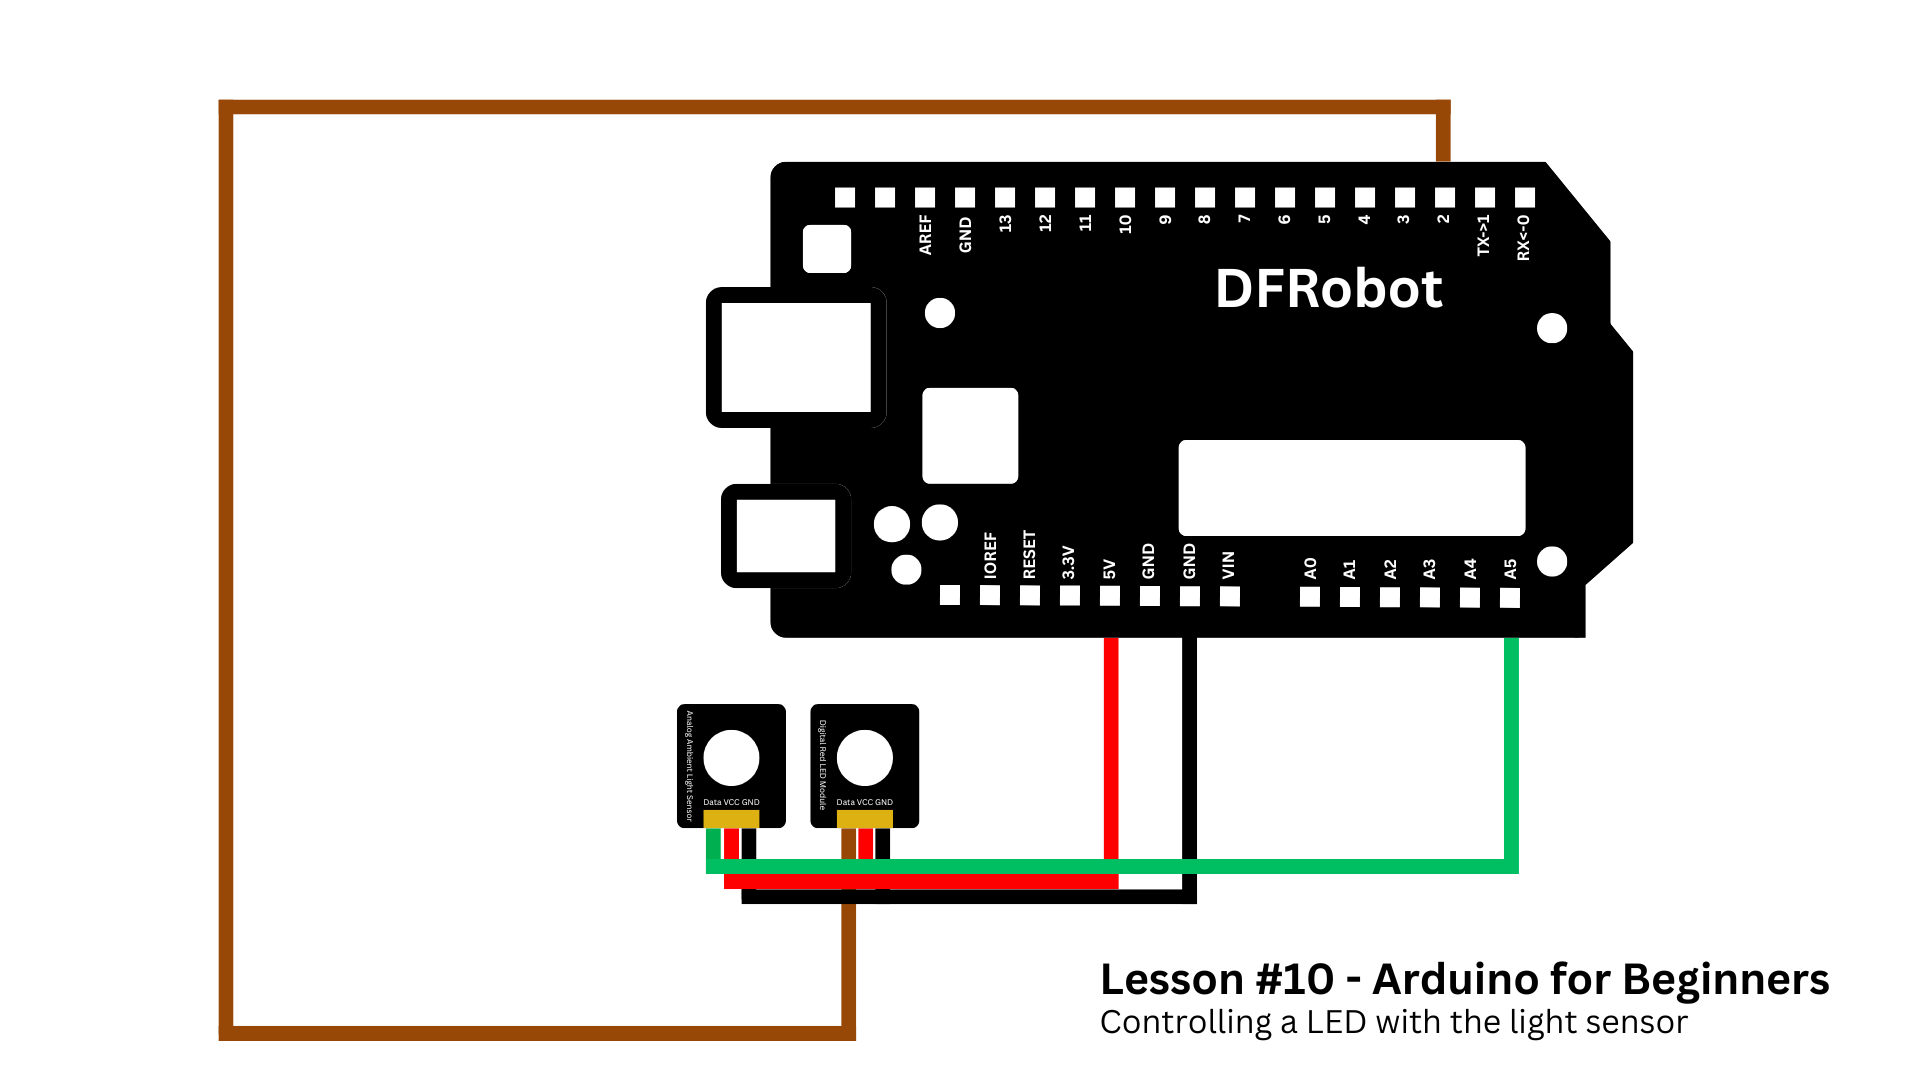 AREF
GND
13
12
11
10
9
8
7
6
5
4
3
2
TX->1
RX<-0
DFRobot
IOREF
RESET
3.3V
5V
GND
GND
VIN
A0
A1
A2
A3
A4
A5
Analog Ambient Light Sensor
Data VCC GND
Digital Red LED Module
Data VCC GND
Lesson #10 - Arduino for Beginners
Controlling a LED with the light sensor